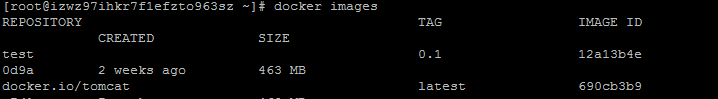 [root@izwz97ihkr7f1efzto963sz ~]# docker images
REPOSITORY TAG IMAGE ID
CREATED SIZE
test 0.1 12a13b4e
0d9a 2 weeks ago 463 MB
docker.io/tomcat latest 690cb3b9